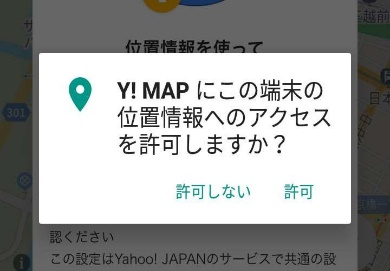 301
位置情報を使って
Y! MAP にこの端末の
位置情報へのアクセス
を許可しますか？
許可しない 許可
認ください
この設定はYahoo! JAPANのサービスで共通の設